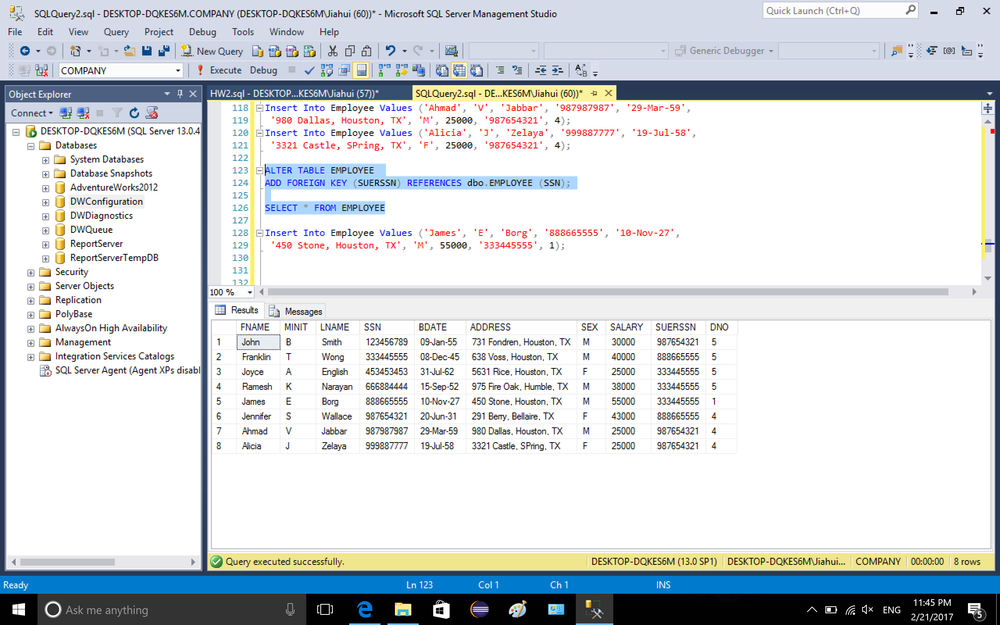 SQLQuery2.sql - DESKTOP-DQKES6M.COMPANY (DESKTOP-DQKES6M\Jiahui (60))* - Microsoft SQL Server Management Studio
Quick Launch (Ctrl+Q)
File Edit View Query Project Debug Tools Window Help
New Query
Generic Debugger
COMPANY
Execute Debug
Object Explorer
Connect
DESKTOP-DQKES6M (SQL Server 13.0.4
Databases
System Databases
Database Snapshots
AdventureWorks2012
DWConfiguration
DWDiagnostics
DWQueue
ReportServer
ReportServerTempDB
Security
Server Objects
Replication
PolyBase
AlwaysOn High Availability
Management
Integration Services Catalogs
SQL Server Agent (Agent XPs disabl
HW2.sql - DESKTOP...KES6M\Jiahui (57))*
SQLQuery2.sql - DE...KES6M\Jiahui (60))*
118 Insert Into Employee Values ('Ahmad', 'V', 'Jabbar', '987987987', '29-Mar-59',
119 '980 Dallas, Houston, TX', 'M', 25000, '987654321', 4);
120 Insert Into Employee Values ('Alicia', 'J', 'Zelaya', '999887777', '19-Jul-58',
121 '3321 Castle, SPring, TX', 'F', 25000, '987654321', 4);
122
123 ALTER TABLE EMPLOYEE
124 ADD FOREIGN KEY (SUERSSN) REFERENCES dbo.EMPLOYEE (SSN);
125
126 SELECT * FROM EMPLOYEE
127
128 Insert Into Employee Values ('James', 'E', 'Borg', '888665555', '10-Nov-27',
129 '450 Stone, Houston, TX', 'M', 55000, '333445555', 1);
130
131
132
100 %
Results Messages
FNAME MINIT LNAME SSN BDATE ADDRESS SEX SALARY SUERSSN DNO
1 John B Smith 123456789 09-Jan-55 731 Fondren, Houston, TX M 30000 987654321 5
2 Franklin T Wong 333445555 08-Dec-45 638 Voss, Houston, TX M 40000 888665555 5
3 Joyce A English 453453453 31-Jul-62 5631 Rice, Houston, TX F 25000 333445555 5
4 Ramesh K Narayan 666884444 15-Sep-52 975 Fire Oak, Humble, TX M 38000 333445555 5
5 James E Borg 888665555 10-Nov-27 450 Stone, Houston, TX M 55000 333445555 1
6 Jennifer S Wallace 987654321 20-Jun-31 291 Berry, Bellaire, TX F 43000 888665555 4
7 Ahmad V Jabbar 987987987 29-Mar-59 980 Dallas, Houston, TX M 25000 987654321 4
8 Alicia J Zelaya 999887777 19-Jul-58 3321 Castle, SPring, TX F 25000 987654321 4
Query executed successfully.
DESKTOP-DQKES6M (13.0 SP1) DESKTOP-DQKES6M\Jiahui... COMPANY 00:00:00 8 rows
Ready Ln 123 Col 1 Ch 1 INS
Ask me anything
ENG
11:45 PM
2/21/2017
5